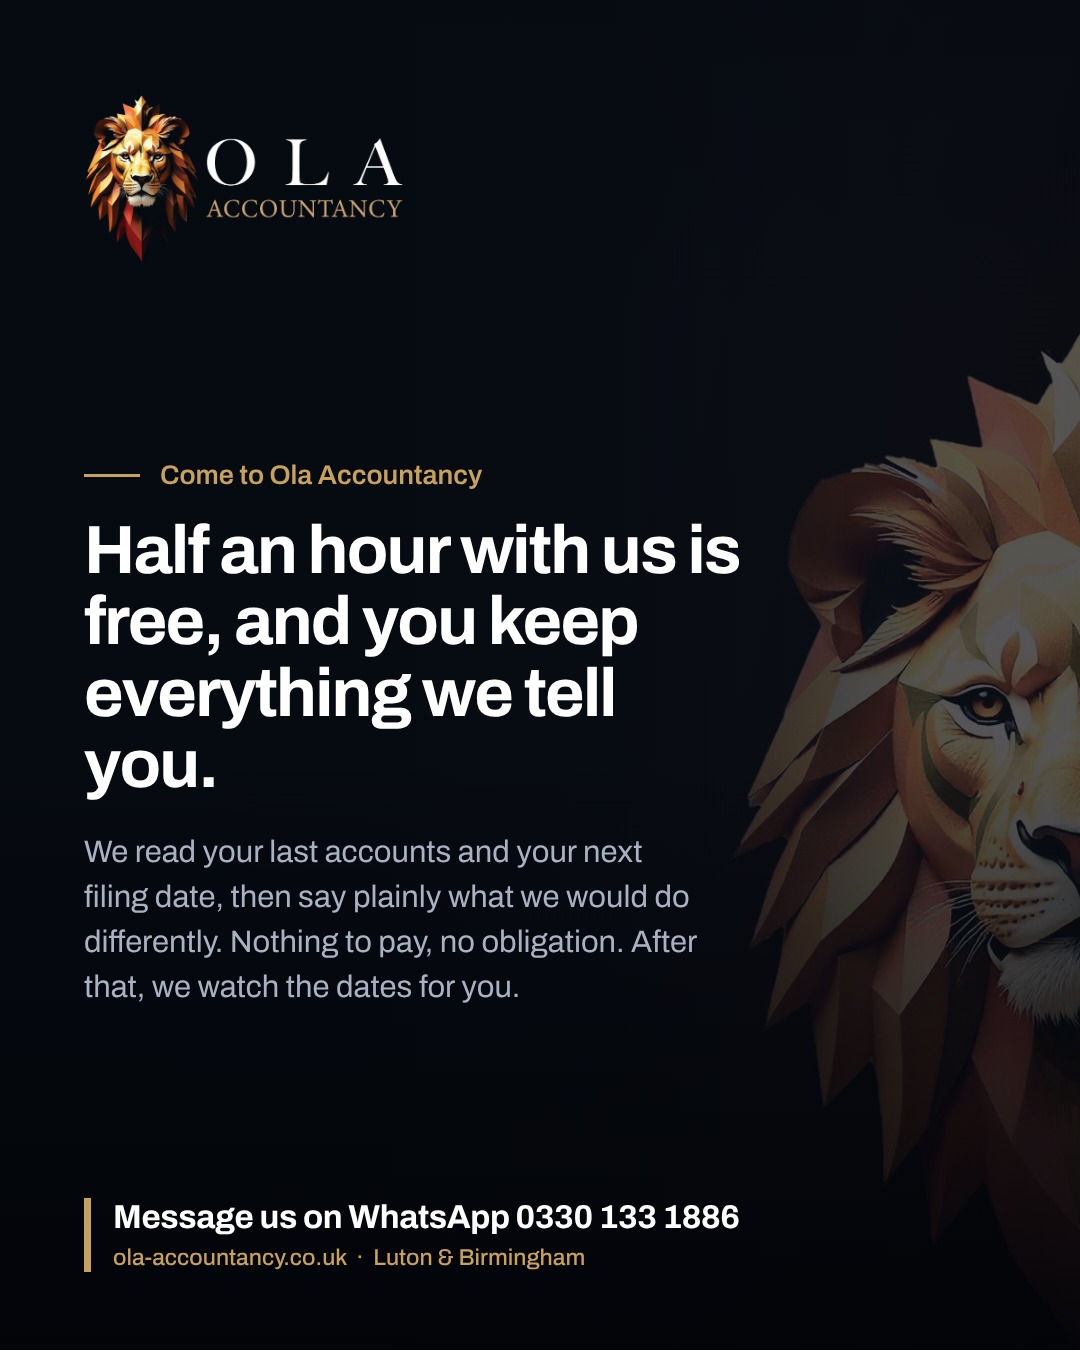 OLA
ACCOUNTANCY
Come to Ola Accountancy
Half an hour with us is
free, and you keep
everything we tell
you.
We read your last accounts and your next
filing date, then say plainly what we would do
differently. Nothing to pay, no obligation. After
that, we watch the dates for you.
Message us on WhatsApp 0330 133 1886
ola-accountancy.co.uk · Luton & Birmingham